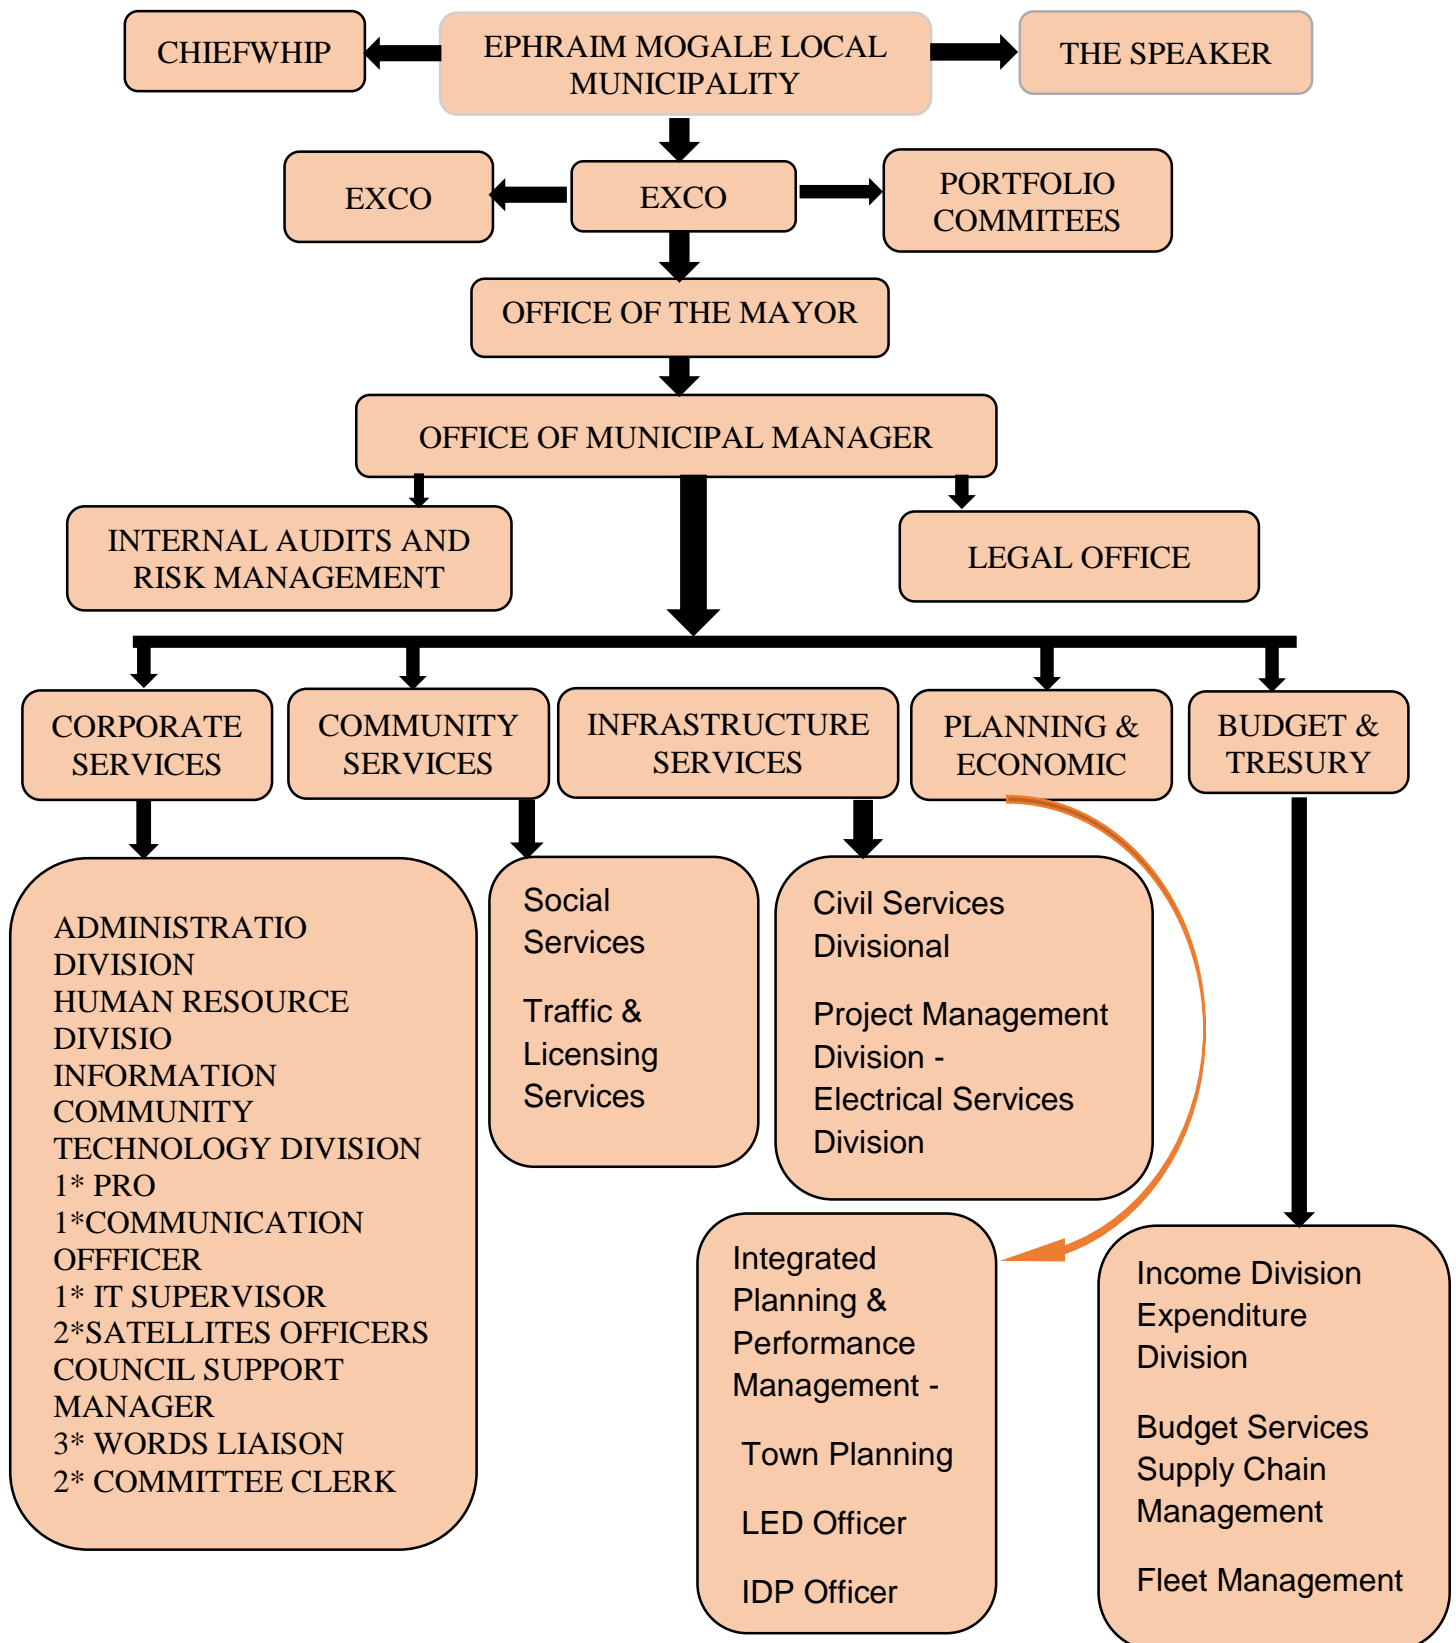 CHIEFWHIP
EPHRAIM MOGALE LOCAL
MUNICIPALITY
THE SPEAKER
EXCO
EXCO
PORTFOLIO
COMMITEES
OFFICE OF THE MAYOR
OFFICE OF MUNICIPAL MANAGER
INTERNAL AUDITS AND
RISK MANAGEMENT
LEGAL OFFICE
CORPORATE
SERVICES
COMMUNITY
SERVICES
INFRASTRUCTURE
SERVICES
PLANNING &
ECONOMIC
BUDGET &
TRESURY
ADMINISTRATIO
DIVISION
HUMAN RESOURCE
DIVISIO
INFORMATION
COMMUNITY
TECHNOLOGY DIVISION
1* PRO
1*COMMUNICATION
OFFFICER
1* IT SUPERVISOR
2*SATELLITES OFFICERS
COUNCIL SUPPORT
MANAGER
3* WORDS LIAISON
2* COMMITTEE CLERK
Social
Services
Traffic &
Licensing
Services
Civil Services
Divisional
Project Management
Division -
Electrical Services
Division
Integrated
Planning &
Performance
Management -
Town Planning
LED Officer
IDP Officer
Income Division
Expenditure
Division
Budget Services
Supply Chain
Management
Fleet Management